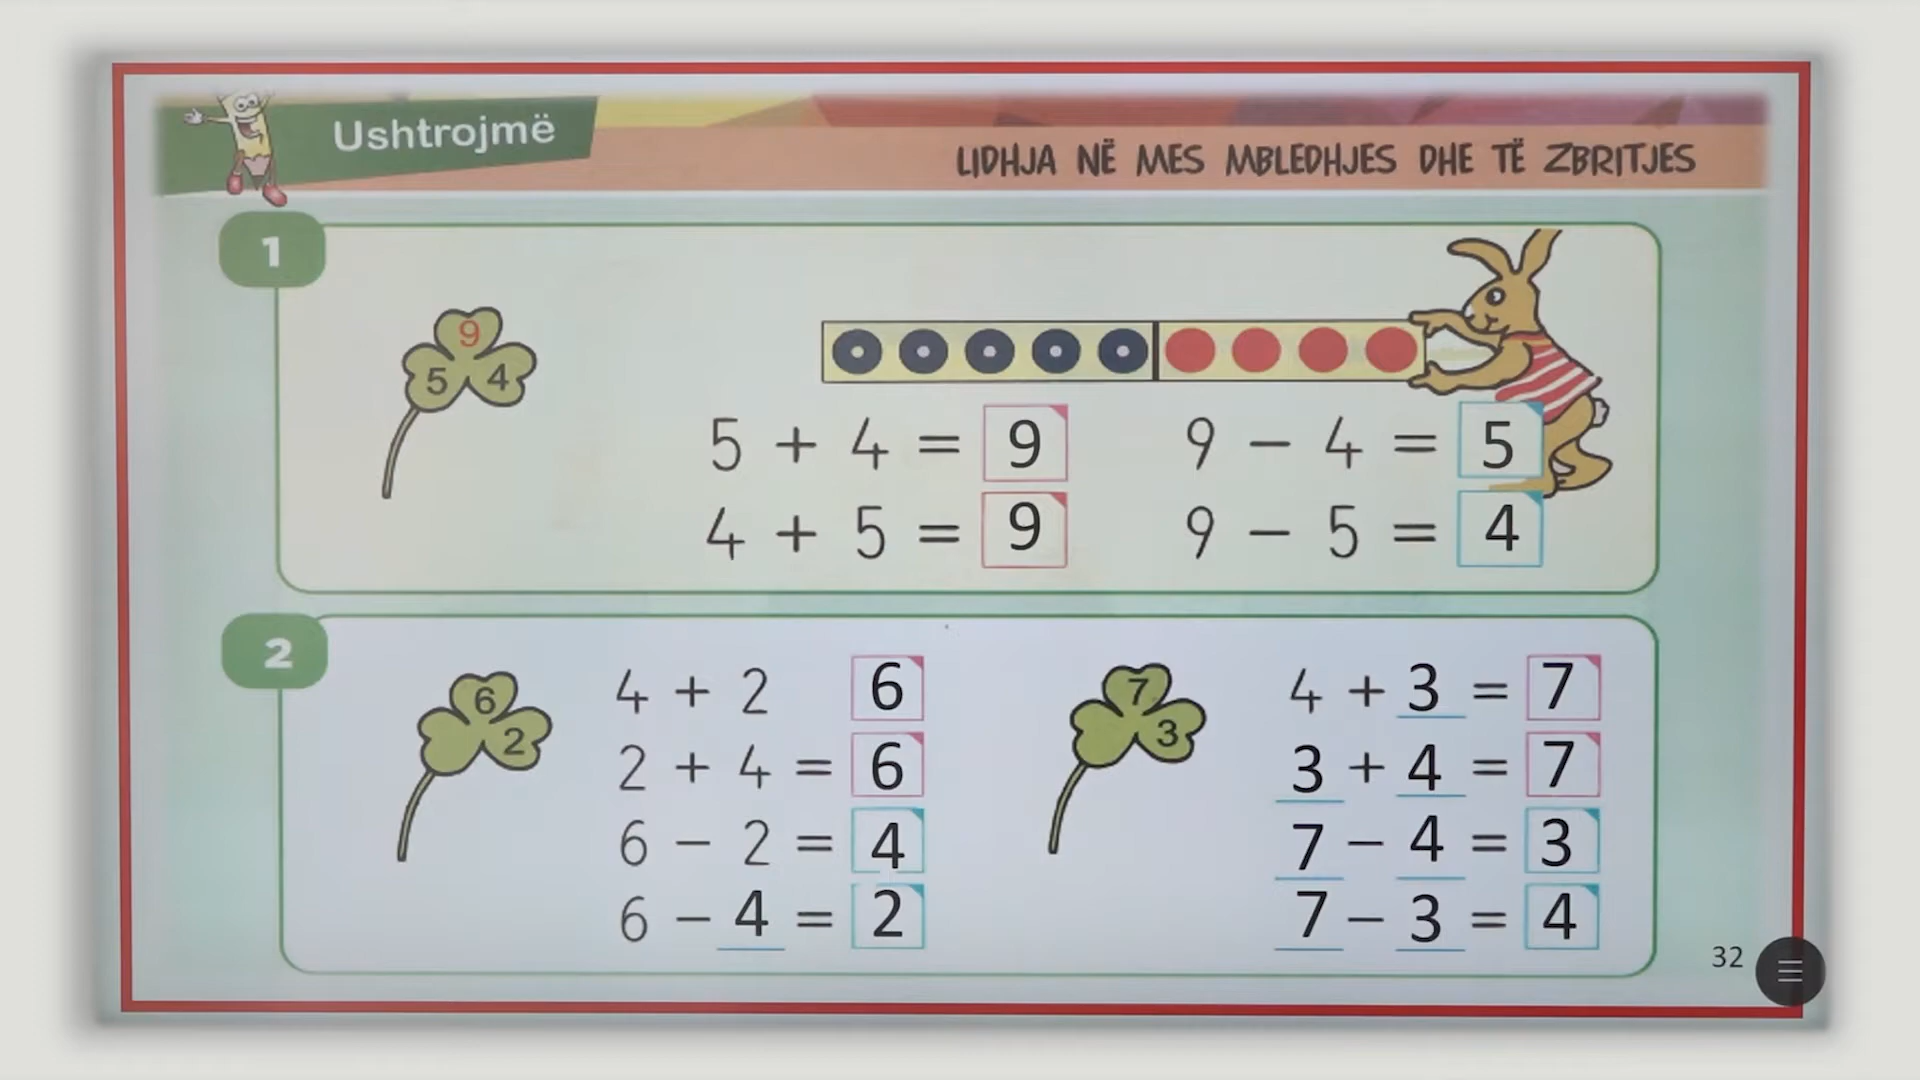 Ushtrojmë
LIDHJA NË MES MBLEDHJES DHE TË ZBRITJES
1
9
5 4
5 + 4 = 9
9 - 4 = 5
4 + 5 = 9
9 - 5 = 4
2
6
2
4 + 2 6
2 + 4 = 6
6 - 2 = 4
6 - 4 = 2
7
3
4 + 3 = 7
3 + 4 = 7
7 - 4 = 3
7 - 3 = 4
32